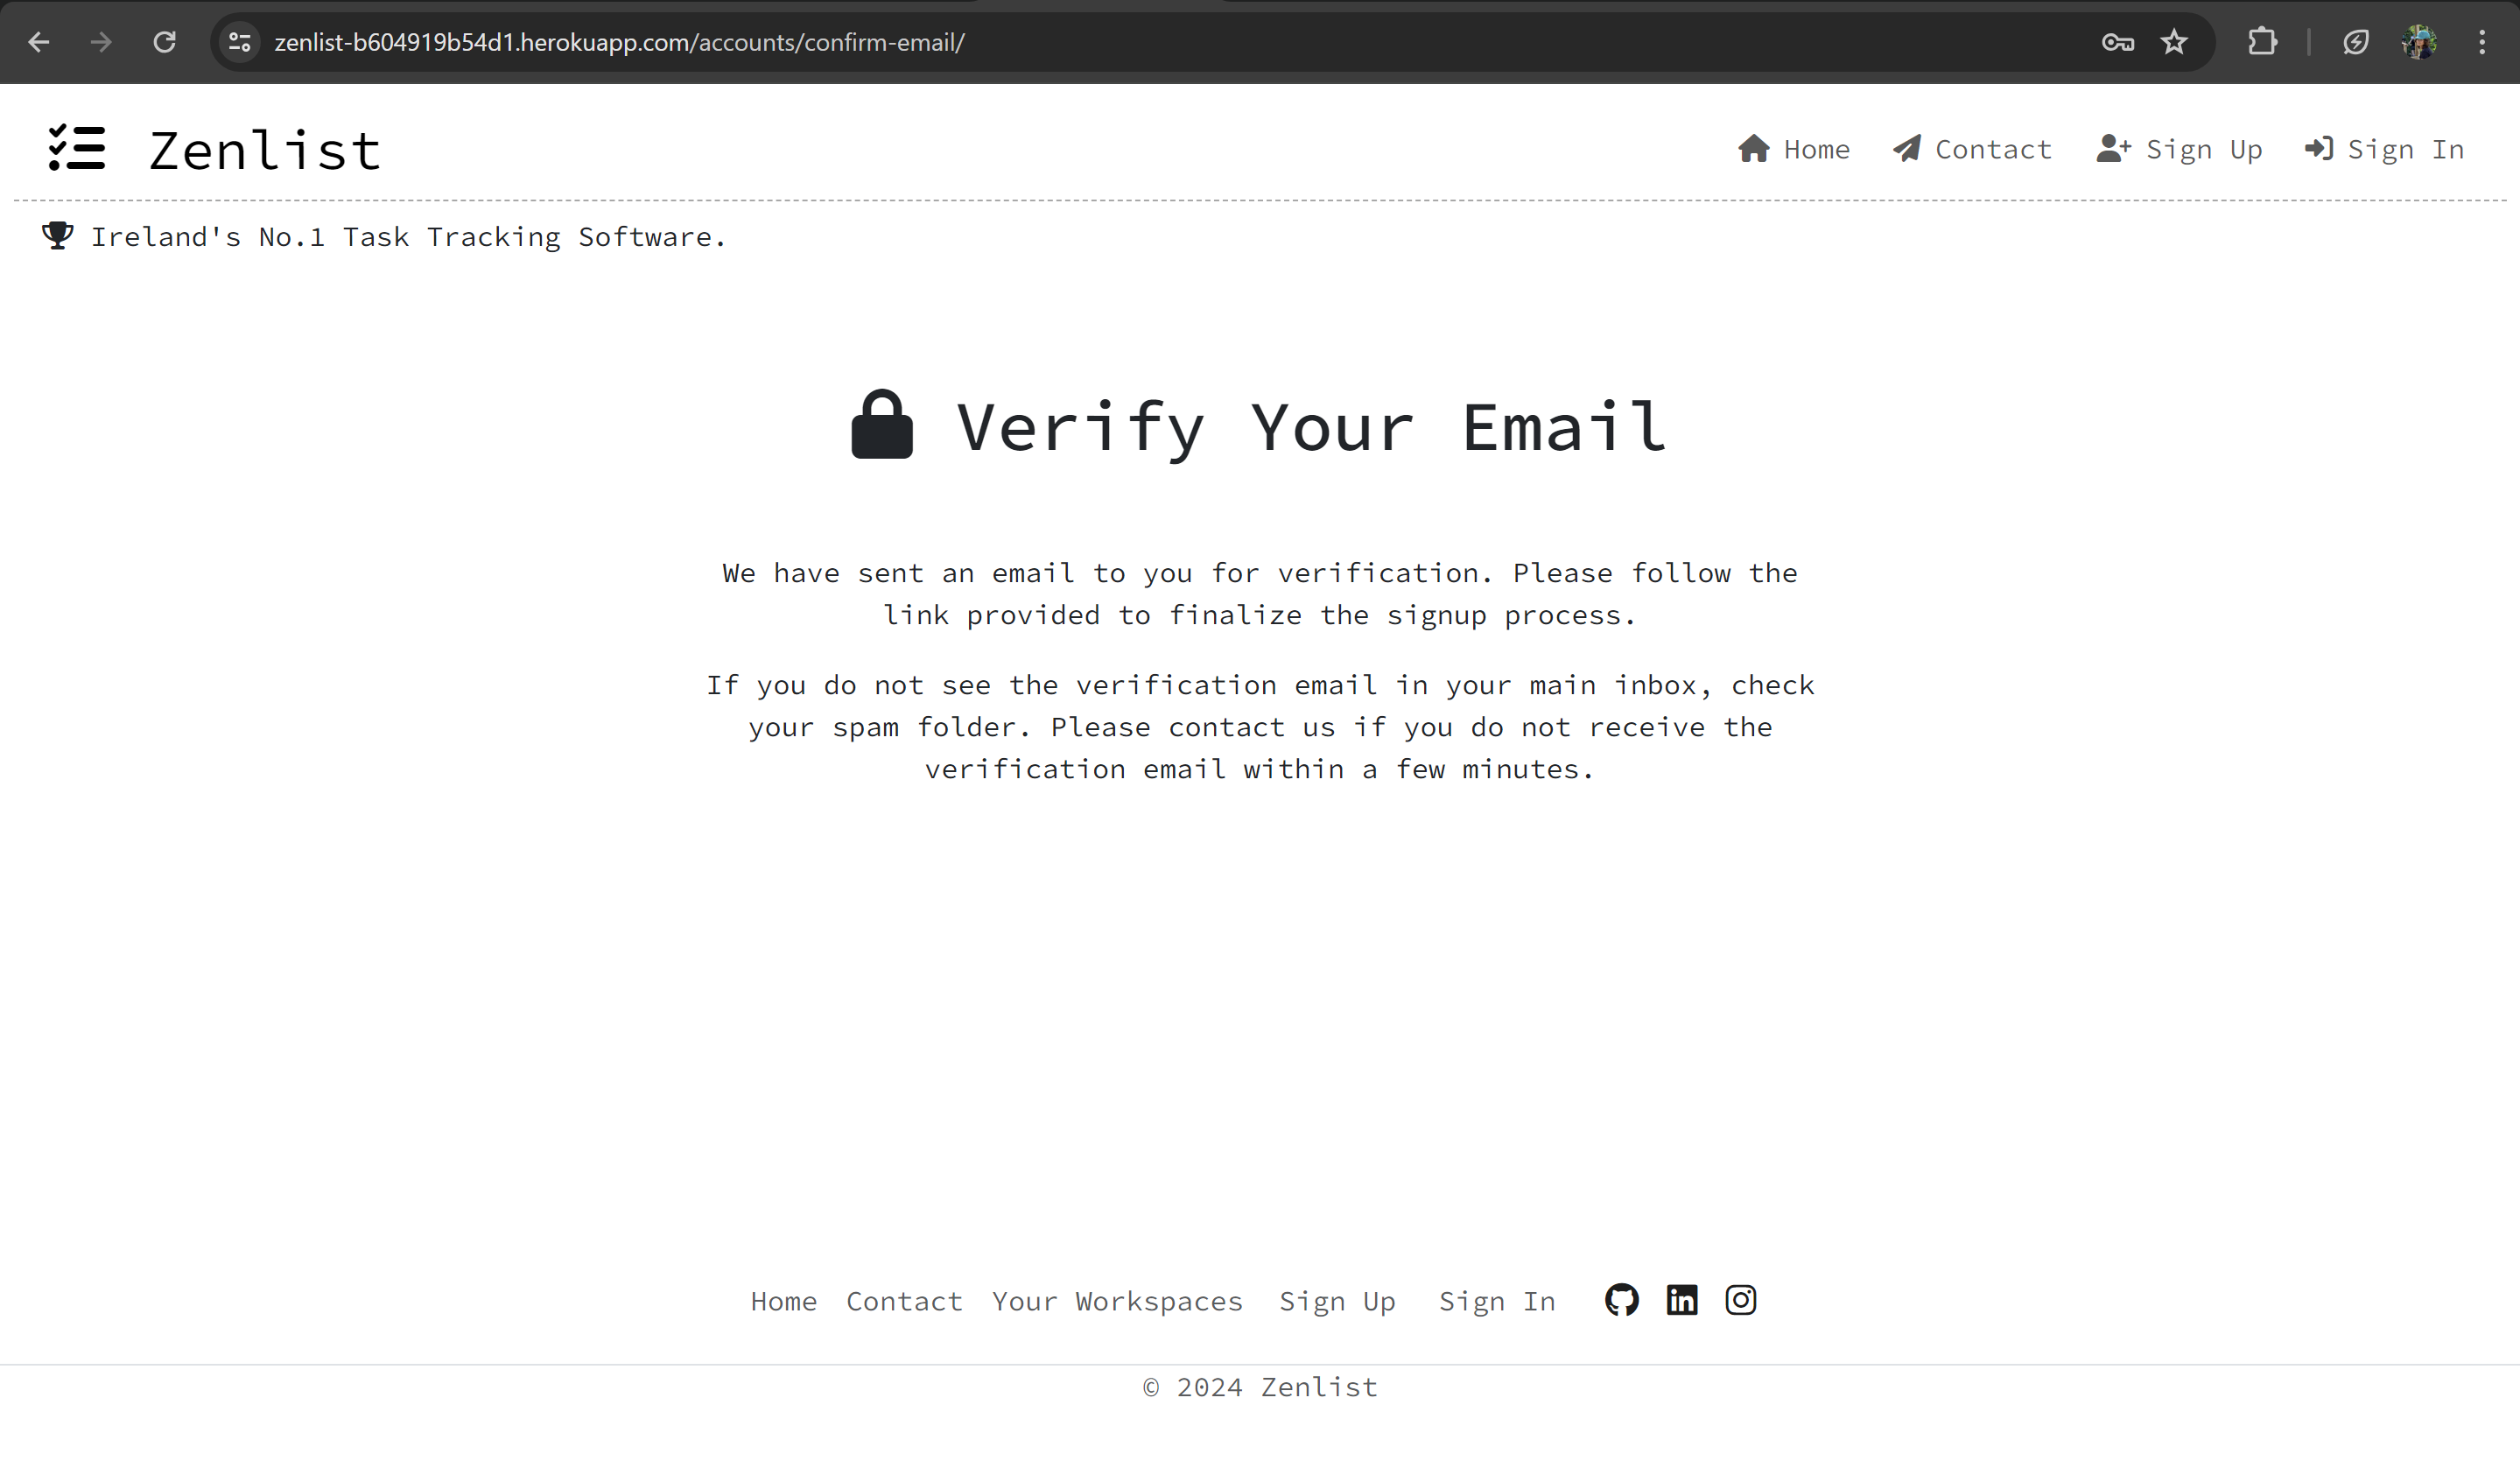 zenlist-b604919b54d1.herokuapp.com/accounts/confirm-email/
Zenlist
Home Contact Sign Up Sign In
Ireland's No.1 Task Tracking Software.
Verify Your Email
We have sent an email to you for verification. Please follow the
link provided to finalize the signup process.
If you do not see the verification email in your main inbox, check
your spam folder. Please contact us if you do not receive the
verification email within a few minutes.
Home Contact Your Workspaces Sign Up Sign In
© 2024 Zenlist